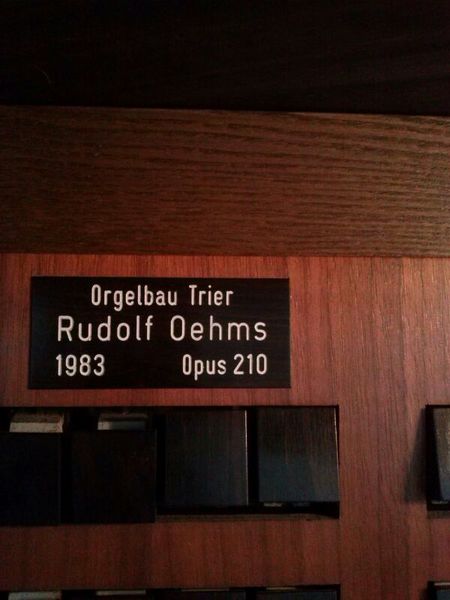 Orgelbau Trier
Rudolf Oehms
1983 Opus 210